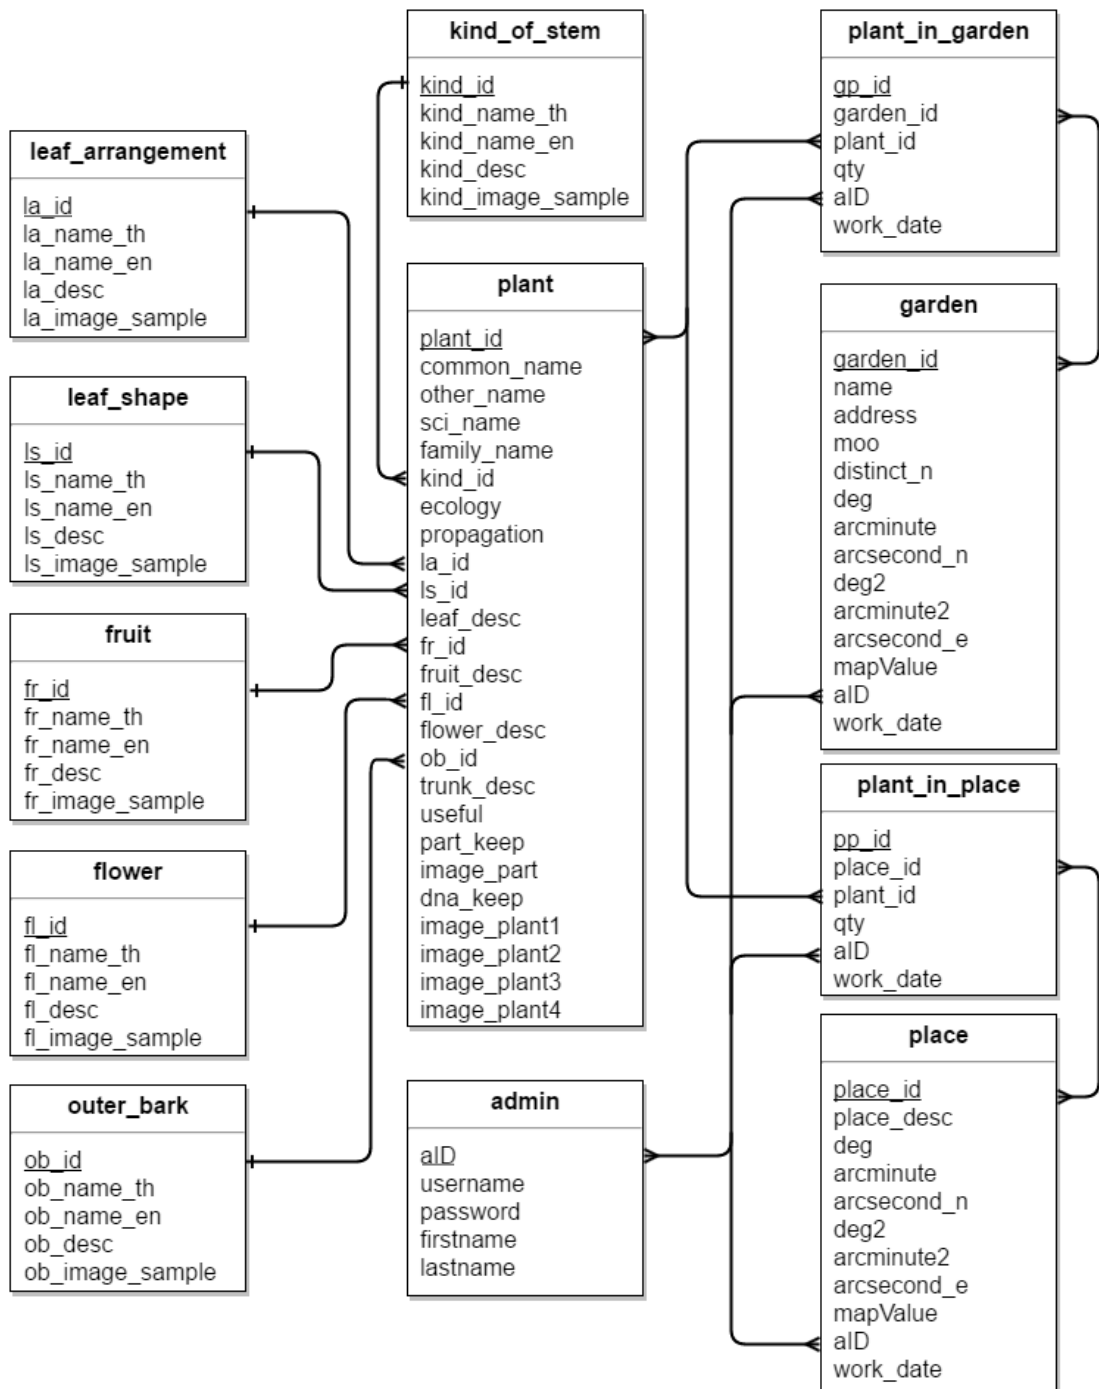 kind_of_stem
kind_id
kind_name_th
kind_name_en
kind_desc
kind_image_sample
leaf_arrangement
la_id
la_name_th
la_name_en
la_desc
la_image_sample
leaf_shape
ls_id
ls_name_th
ls_name_en
ls_desc
ls_image_sample
fruit
fr_id
fr_name_th
fr_name_en
fr_desc
fr_image_sample
flower
fl_id
fl_name_th
fl_name_en
fl_desc
fl_image_sample
outer_bark
ob_id
ob_name_th
ob_name_en
ob_desc
ob_image_sample
plant
plant_id
common_name
other_name
sci_name
family_name
kind_id
ecology
propagation
la_id
ls_id
leaf_desc
fr_id
fruit_desc
fl_id
flower_desc
ob_id
trunk_desc
useful
part_keep
image_part
dna_keep
image_plant1
image_plant2
image_plant3
image_plant4
admin
aID
username
password
firstname
lastname
plant_in_garden
gp_id
garden_id
plant_id
qty
aID
work_date
garden
garden_id
name
address
moo
distinct_n
deg
arcminute
arcsecond_n
deg2
arcminute2
arcsecond_e
mapValue
aID
work_date
plant_in_place
pp_id
place_id
plant_id
qty
aID
work_date
place
place_id
place_desc
deg
arcminute
arcsecond_n
deg2
arcminute2
arcsecond_e
mapValue
aID
work_date